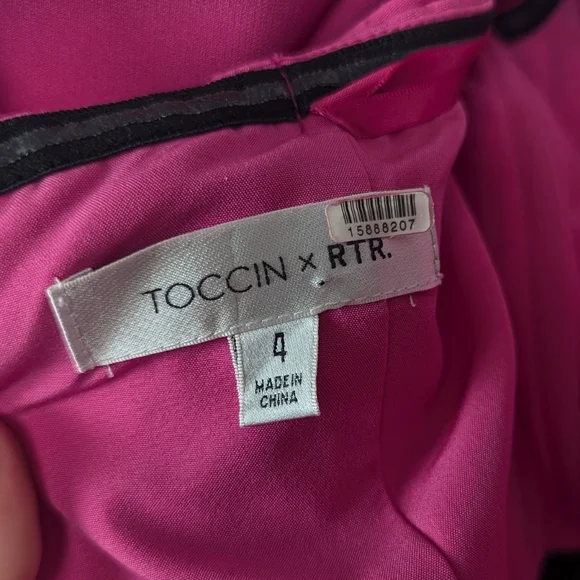 15888207
TOCCIN x RTR.
4
MADE IN
CHINA